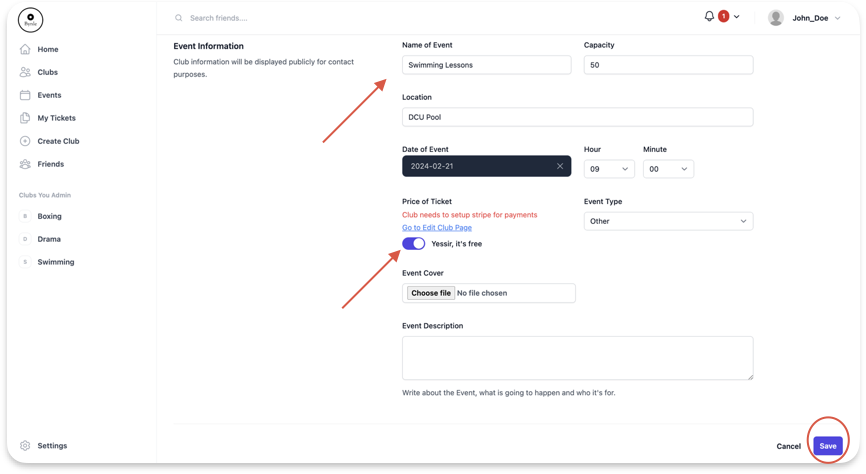 Search friends....
1
John_Doe
Home
Clubs
Events
My Tickets
Create Club
Friends
Clubs You Admin
B Boxing
D Drama
S Swimming
Settings
Event Information
Club information will be displayed publicly for contact
purposes.
Name of Event
Swimming Lessons
Capacity
50
Location
DCU Pool
Date of Event
2024-02-21
Hour
09
Minute
00
Price of Ticket
Club needs to setup stripe for payments
Go to Edit Club Page
Yessir, it's free
Event Type
Other
Event Cover
Choose file No file chosen
Event Description
Write about the Event, what is going to happen and who it's for.
Cancel
Save